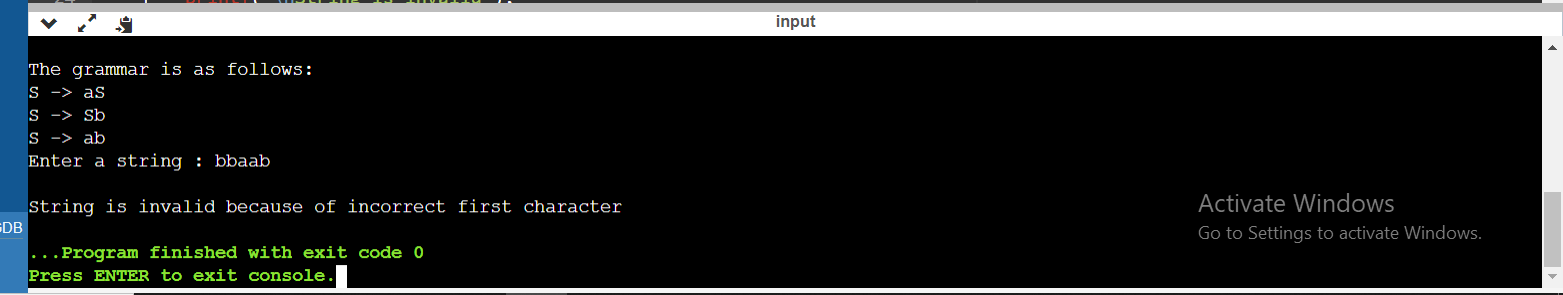 input
The grammar is as follows:
S -> aS
S -> Sb
S -> ab
Enter a string : bbaab
String is invalid because of incorrect first character
Activate Windows
Go to Settings to activate Windows.
GDB
...Program finished with exit code 0
Press ENTER to exit console.